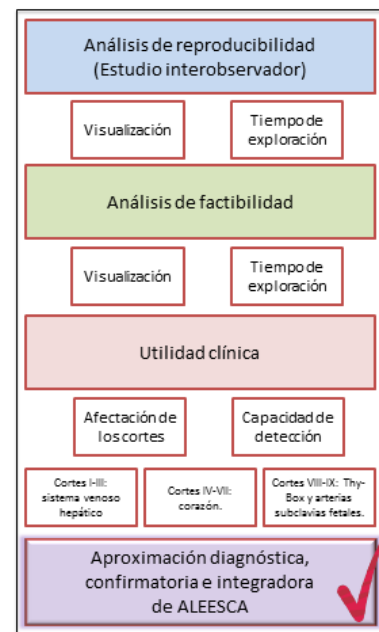 Análisis de reproducibilidad
(Estudio interobservador)
Visualización
Tiempo de
exploración
Análisis de factibilidad
Visualización
Tiempo de
exploración
Utilidad clínica
Afectación de
los cortes
Capacidad de
detección
Cortes I-III:
sistema venoso
hepático
Cortes IV-VII:
corazón.
Cortes VIII-IX: Thy-
Box y arterias
subclavias fetales.
Aproximación diagnóstica,
confirmatoria e integradora
de ALEESCA